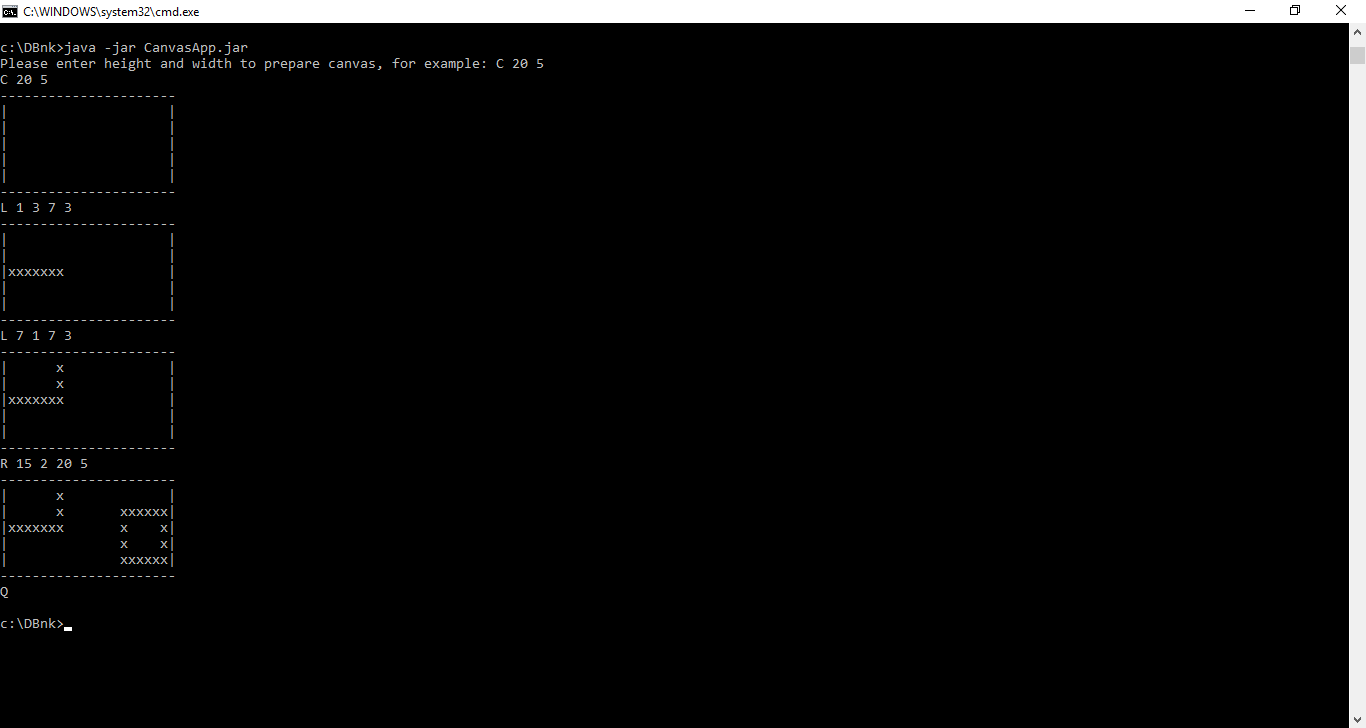 C:\WINDOWS\system32\cmd.exe
c:\DBnk>java -jar CanvasApp.jar
Please enter height and width to prepare canvas, for example: C 20 5
C 20 5
----------------------
|                    |
|                    |
|                    |
|                    |
|                    |
----------------------
L 1 3 7 3
----------------------
|                    |
|                    |
|xxxxxxx             |
|                    |
|                    |
----------------------
L 7 1 7 3
----------------------
|      x             |
|      x             |
|xxxxxxx             |
|                    |
|                    |
----------------------
R 15 2 20 5
----------------------
|      x             |
|      x       xxxxxx|
|xxxxxxx       x    x|
|              x    x|
|              xxxxxx|
----------------------
Q
c:\DBnk>